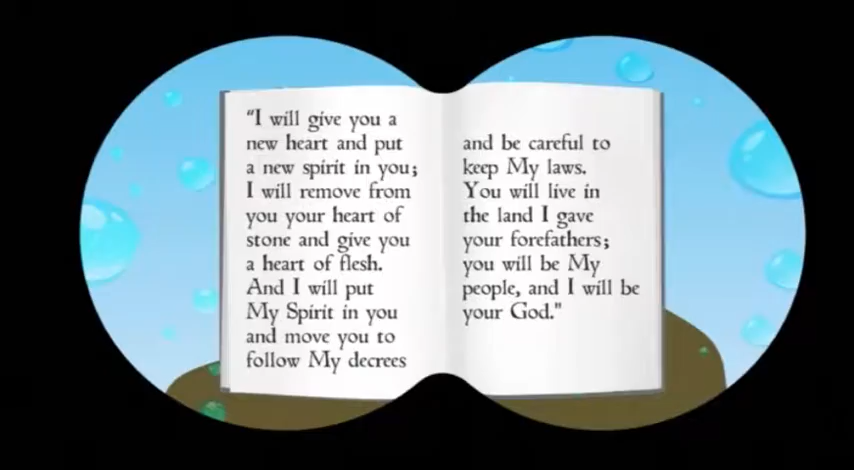 “I will give you a
new heart and put
a new spirit in you;
I will remove from
you your heart of
stone and give you
a heart of flesh.
And I will put
My Spirit in you
and move you to
follow My decrees
and be careful to
keep My laws.
You will live in
the land I gave
your forefathers;
you will be My
people, and I will be
your God."